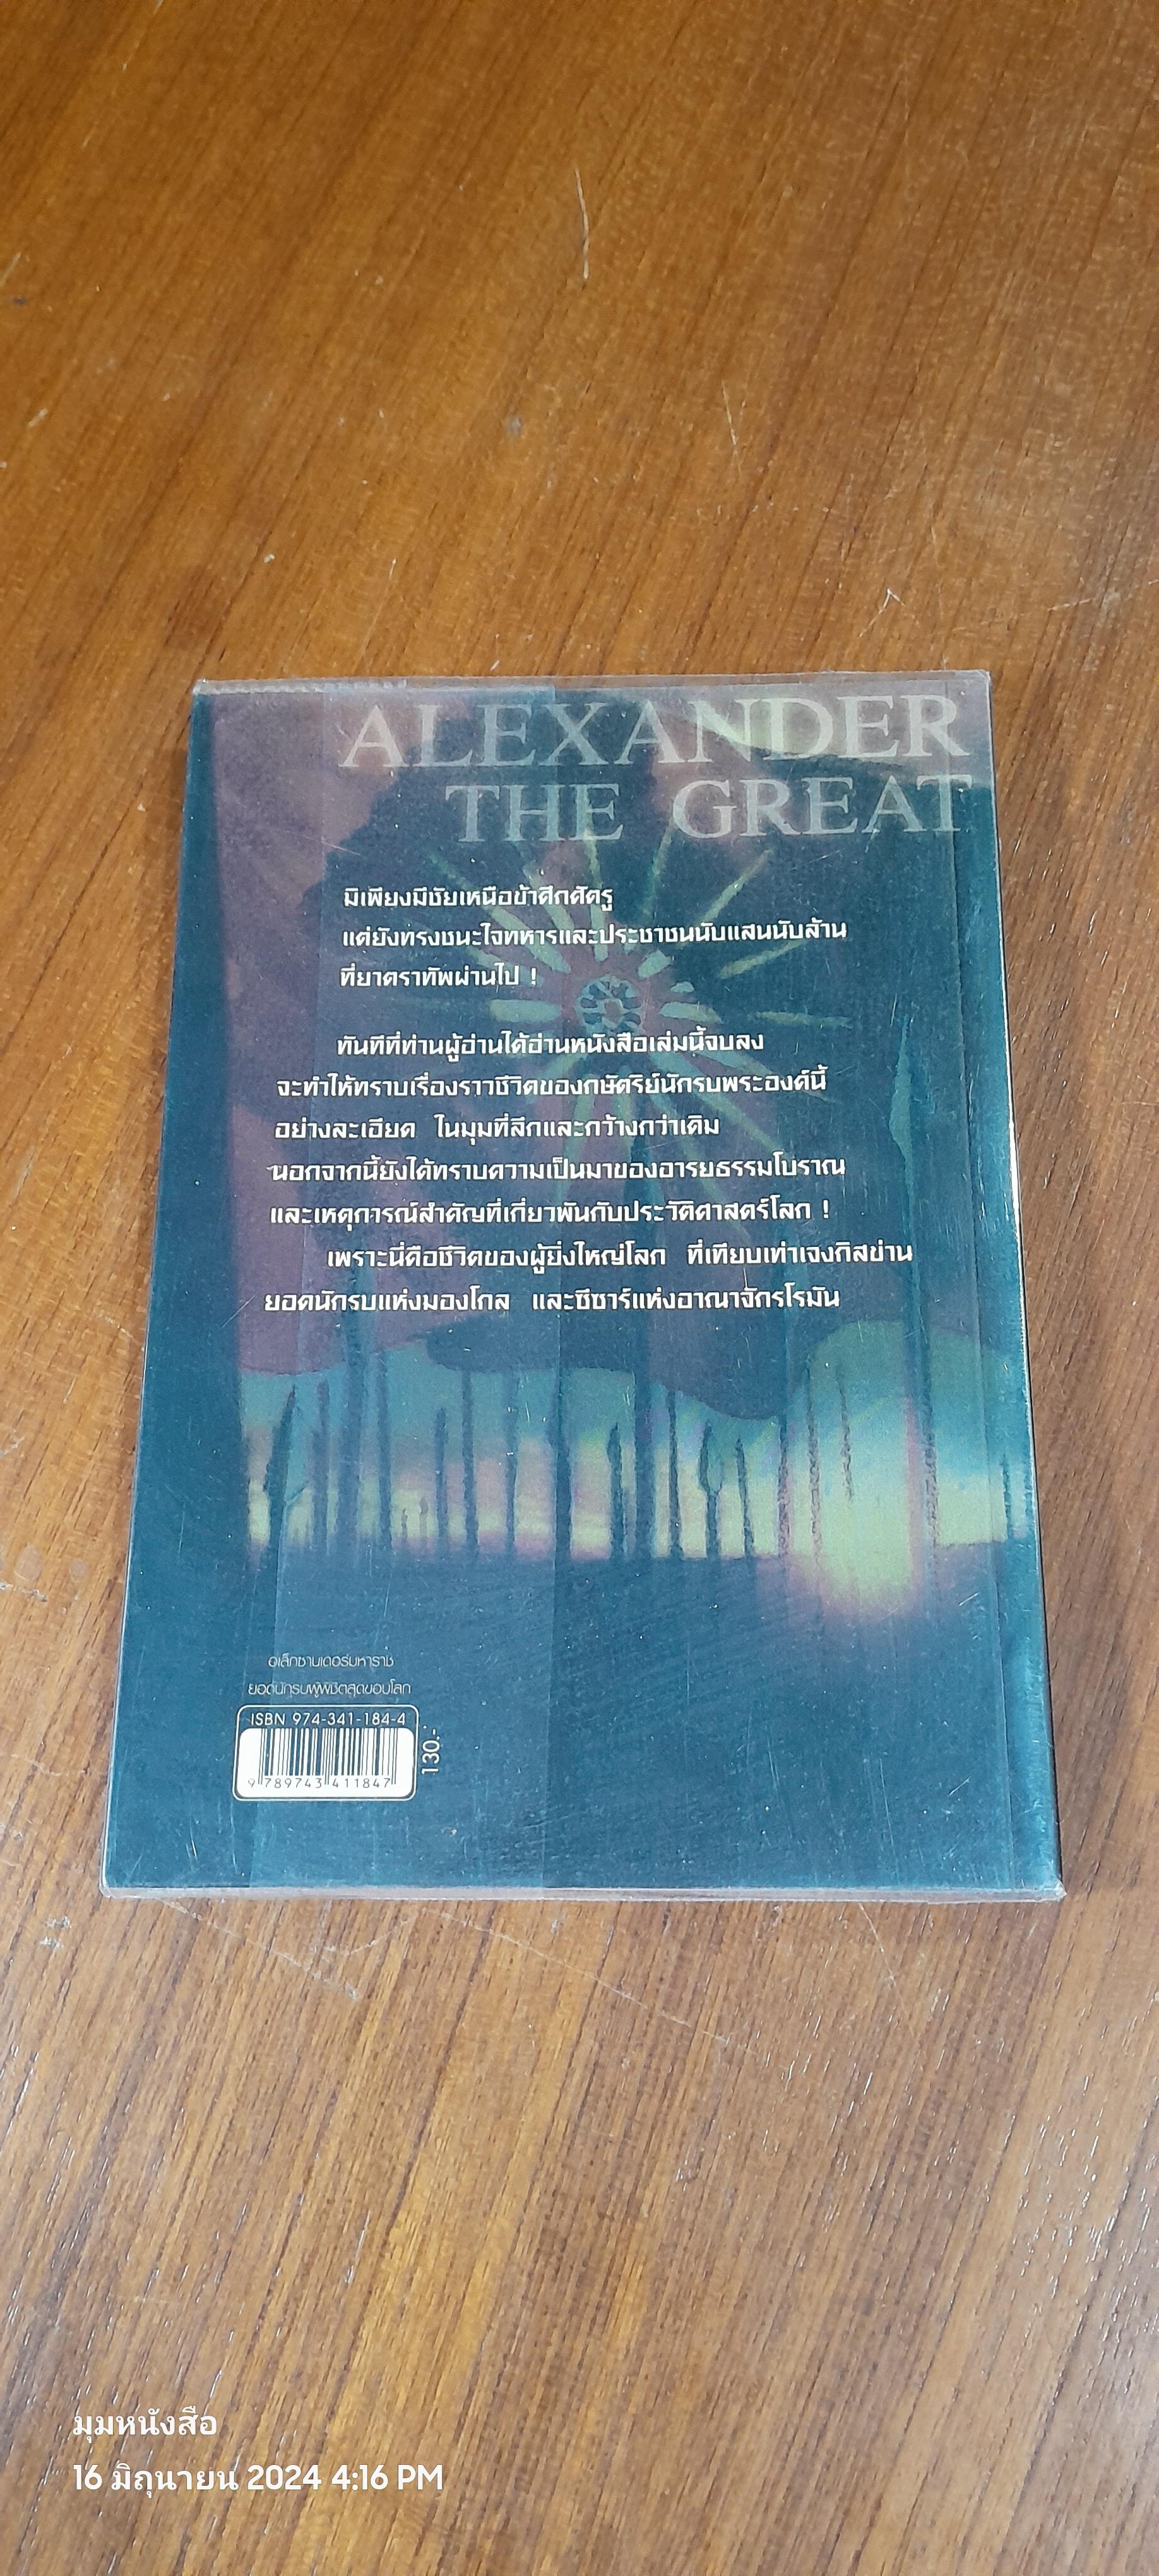 ALEXANDER
THE GREAT
มิเพียงมีชัยเหนือข้าศึกศัตรู
แต่ยังทรงชนะใจทหารและประชาชนนับแสนนับล้าน
ที่ยาตราทัพผ่านไป !
ทันทีที่ท่านผู้อ่านได้อ่านหนังสือเล่มนี้จบลง
จะทำให้ทราบเรื่องราวชีวิตของกษัตริย์นักรบพระองค์นี้
อย่างละเอียด ในมุมที่ลึกและกว้างกว่าเดิม
นอกจากนี้ยังได้ทราบความเป็นมาของอารยธรรมโบราณ
และเหตุการณ์สำคัญที่เกี่ยวพันกับประวัติศาสตร์โลก !
เพราะนี่คือชีวิตของผู้ยิ่งใหญ่โลก ที่เทียบเท่าเจงกิสข่าน
ยอดนักรบแห่งมองโกล และซีซาร์แห่งอาณาจักรโรมัน
อเล็กซานเดอร์มหาราช
ยอดนักรบผู้พิชิตสุดขอบโลก
ISBN 974-341-184-4
130.-
9 789743 411847
มุมหนังสือ
16 มิถุนายน 2024 4:16 PM